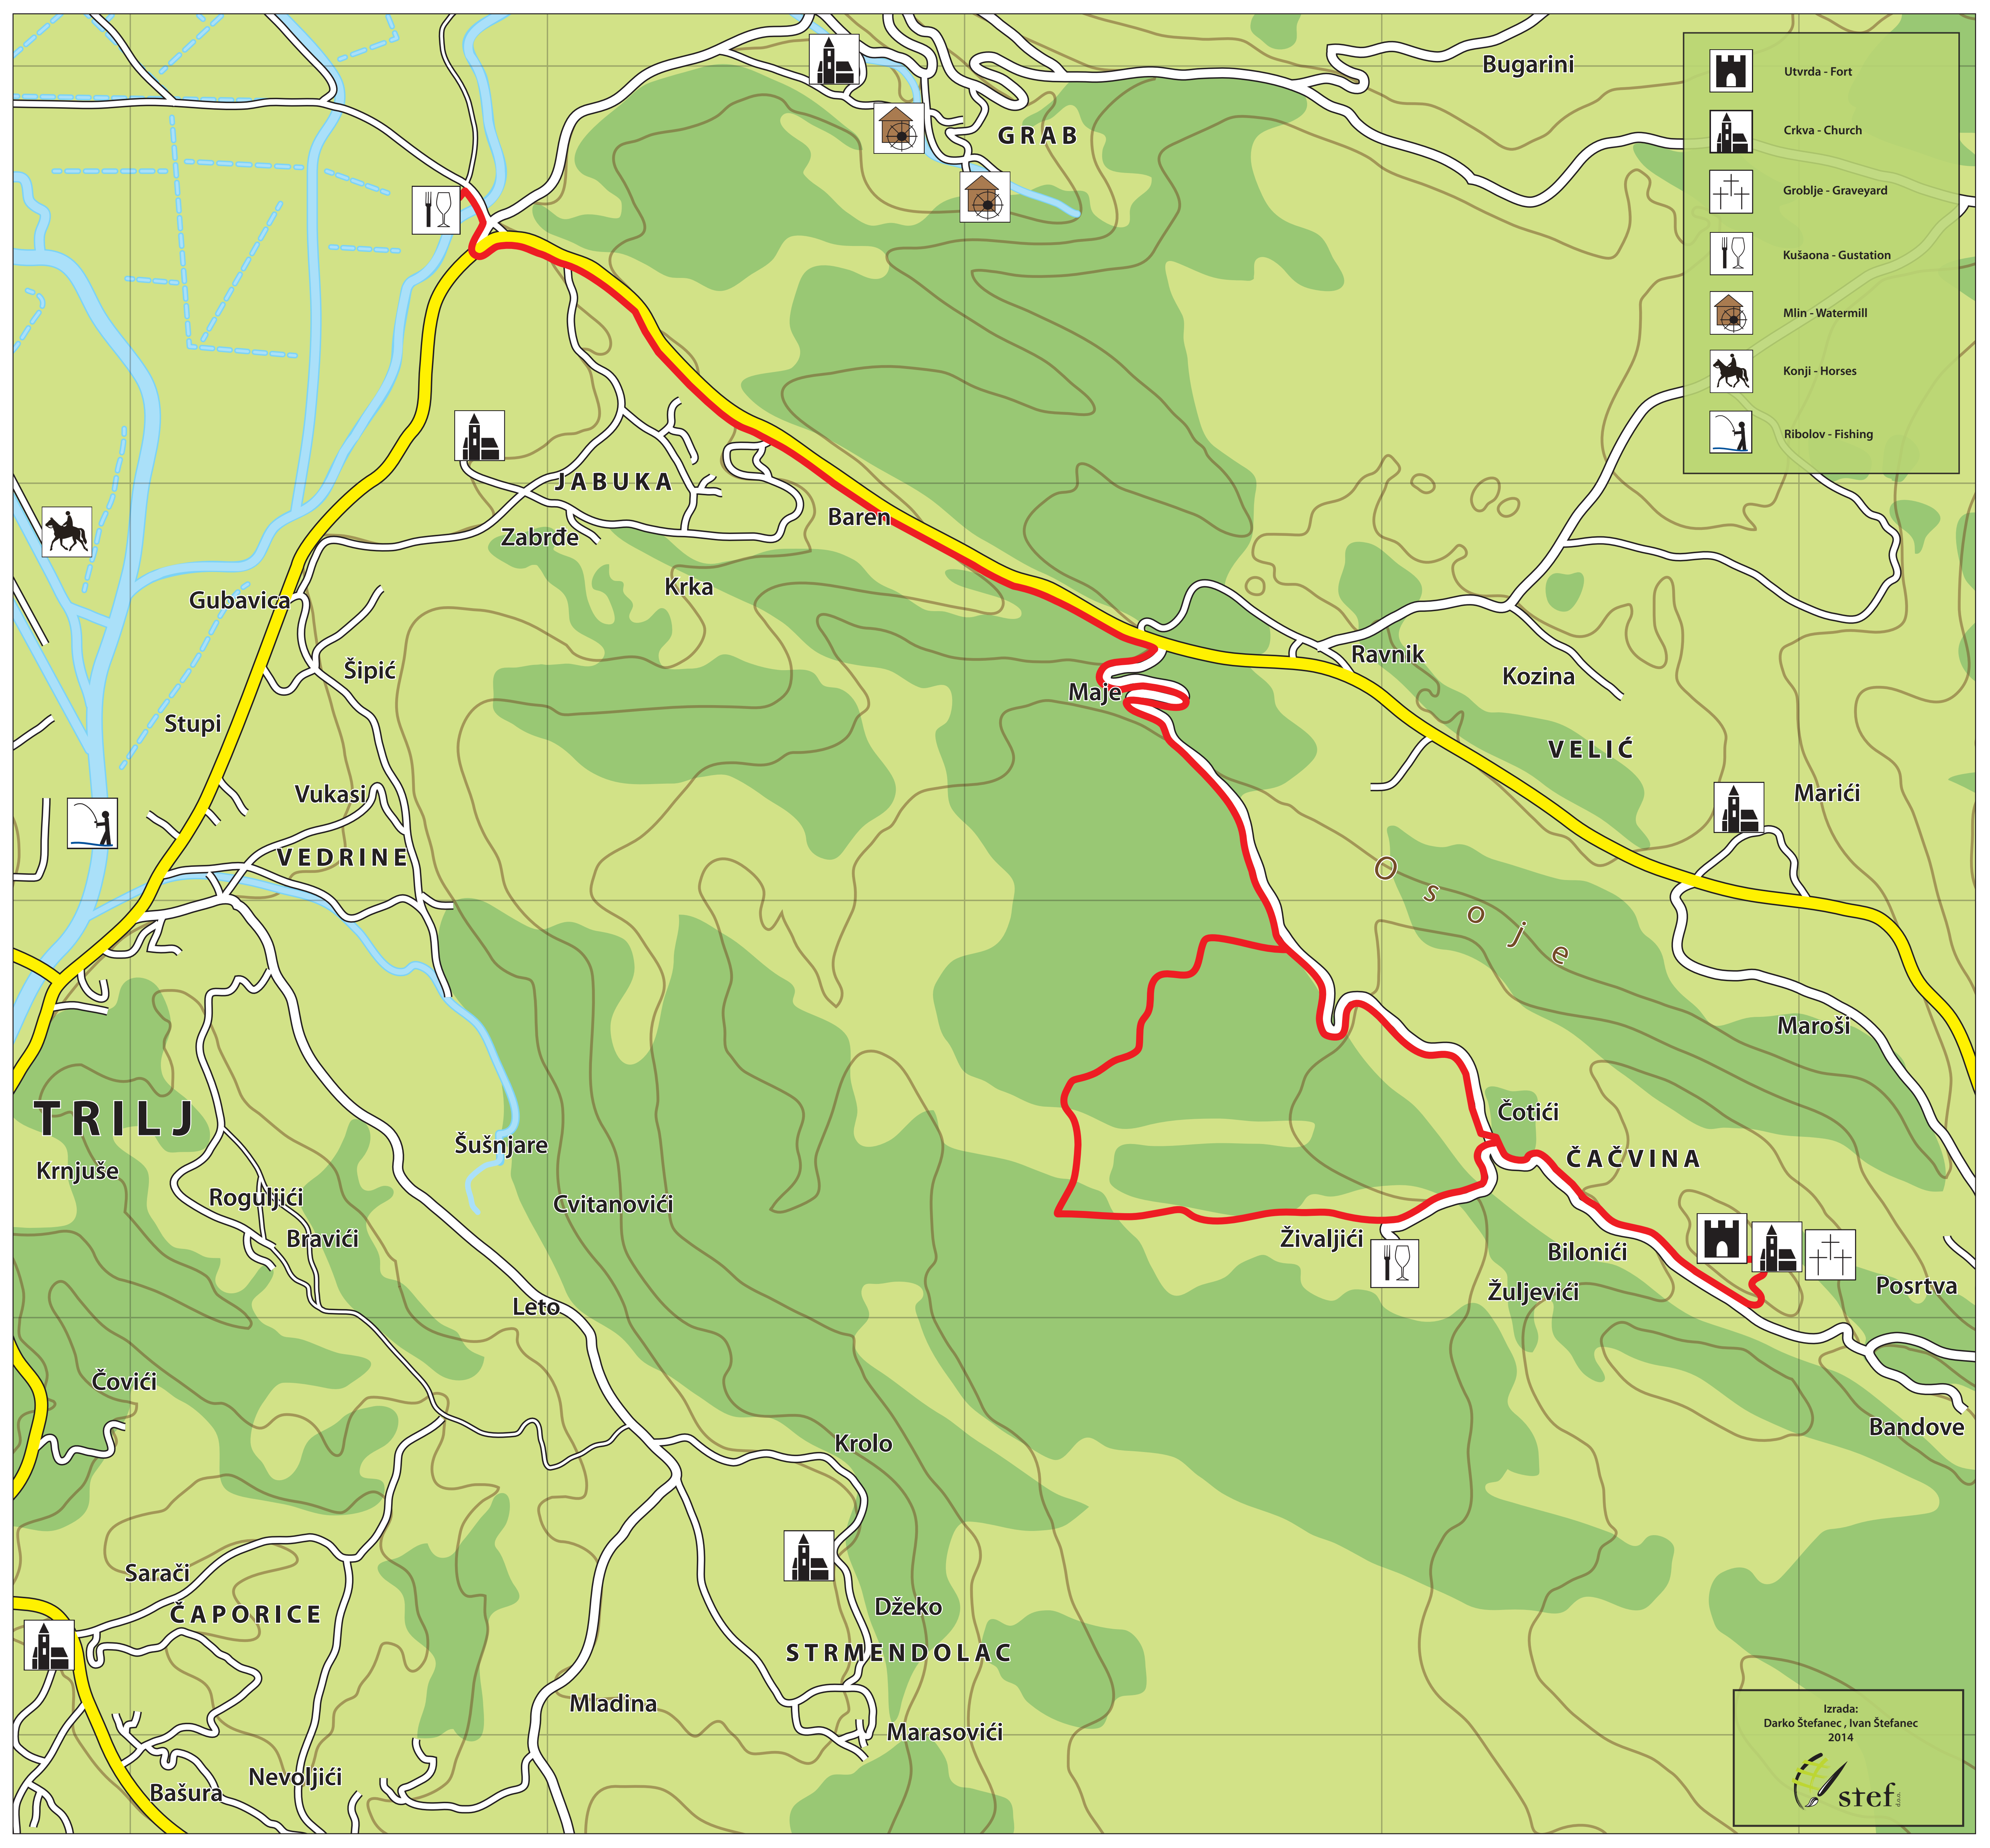 Bugarini
GRAB
Utvrda - Fort
Crkva - Church
Groblje - Graveyard
Kušaona - Gustation
Mlin - Watermill
Konji - Horses
Ribolov - Fishing
JABUKA
Baren
Zabrđe
Krka
Gubavica
Šipić
Stupi
Maje
Ravnik
Kozina
VELIĆ
Marići
Vukasi
VEDRINE
Osoje
Maroši
TRILJ
Krnjuše
Šušnjare
Čotići
ČAČVINA
Roguljići
Cvitanovići
Bravići
Živaljići
Bilonići
Žuljevići
Posrtva
Leto
Čovići
Bandove
Krolo
Sarači
ČAPORICE
Džeko
STRMENDOLAC
Mladina
Marasovići
Nevoljići
Bašura
Izrada:
Darko Štefanec , Ivan Štefanec
2014
stef